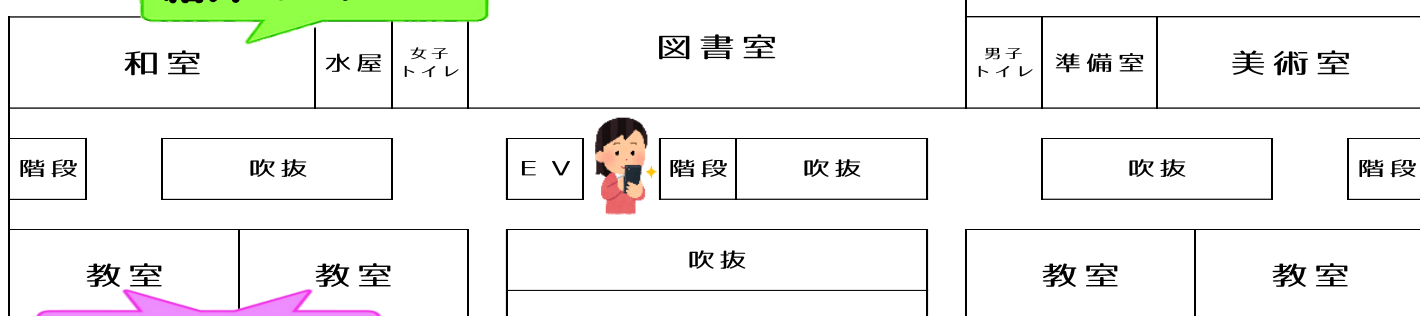 和室
水屋
女子
トイレ
図書室
男子
トイレ
準備室
美術室
階段
吹抜
EV
階段
吹抜
吹抜
階段
教室
教室
吹抜
教室
教室